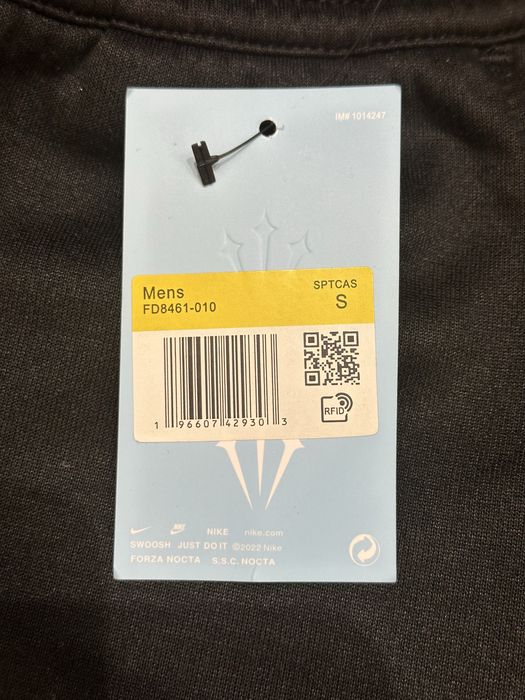 IM# 1014247
Mens
SPTCAS
FD8461-010
S
RFID
1 96607 42930 3
NIKE nike.com
SWOOSH JUST DO IT ©2022 Nike
FORZA NOCTA S.S.C. NOCTA